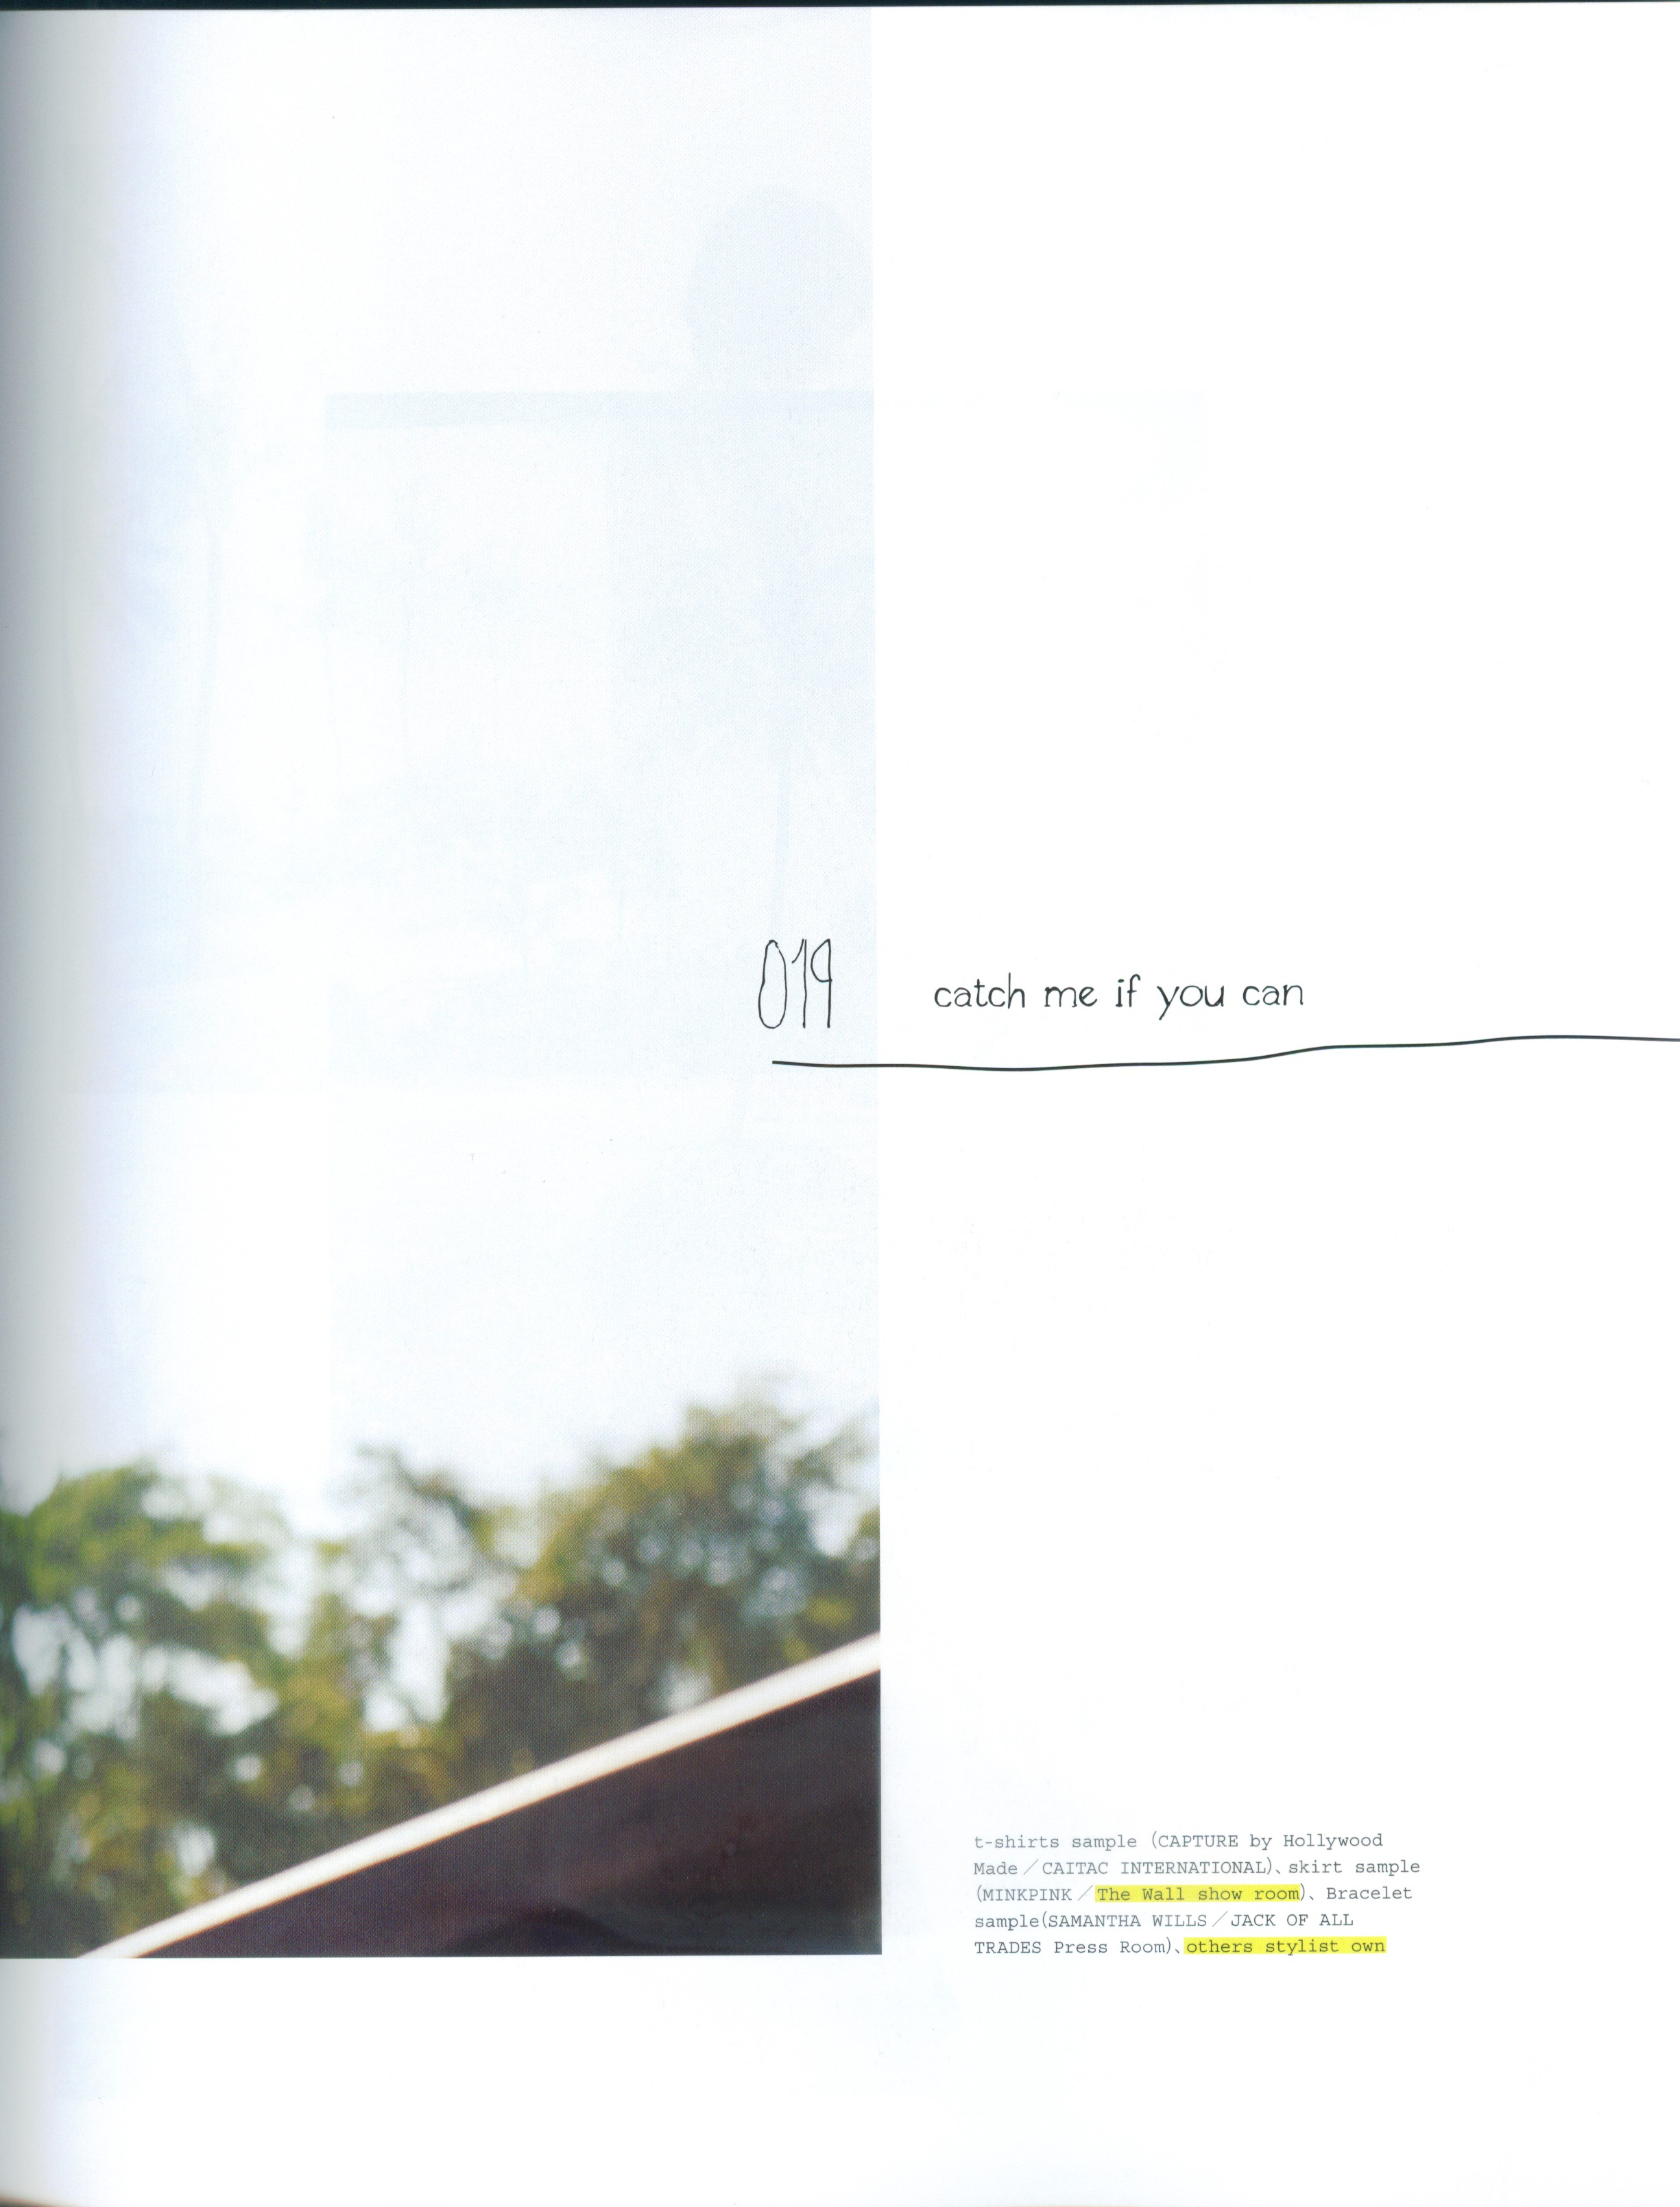 019
catch me if you can
t-shirts sample (CAPTURE by Hollywood
Made／CAITAC INTERNATIONAL)、skirt sample
(MINKPINK／The Wall show room)、Bracelet
sample(SAMANTHA WILLS／JACK OF ALL
TRADES Press Room)、others stylist own